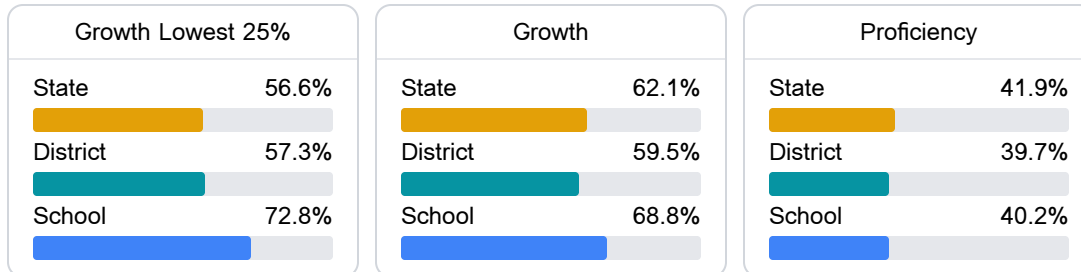 Growth Lowest 25%
State 56.6%
District 57.3%
School 72.8%
Growth
State 62.1%
District 59.5%
School 68.8%
Proficiency
State 41.9%
District 39.7%
School 40.2%